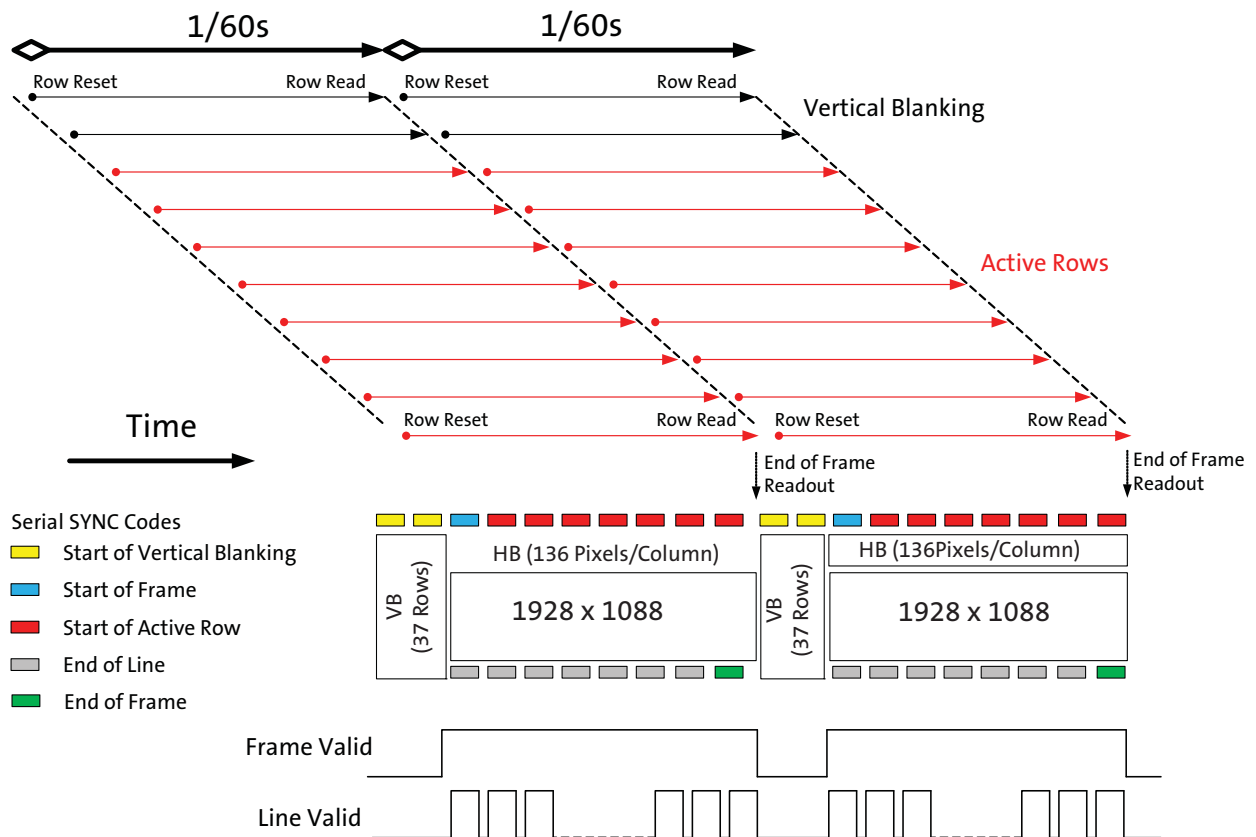 1/60s
1/60s
Row Reset
Row Read
Row Reset
Row Read
Vertical Blanking
Active Rows
Row Reset
Row Read
Row Reset
Row Read
Time
End of Frame
Readout
End of Frame
Readout
Serial SYNC Codes
Start of Vertical Blanking
Start of Frame
Start of Active Row
End of Line
End of Frame
VB
(37 Rows)
HB (136 Pixels/Column)
1928 x 1088
VB
(37 Rows)
HB (136Pixels/Column)
1928 x 1088
Frame Valid
Line Valid